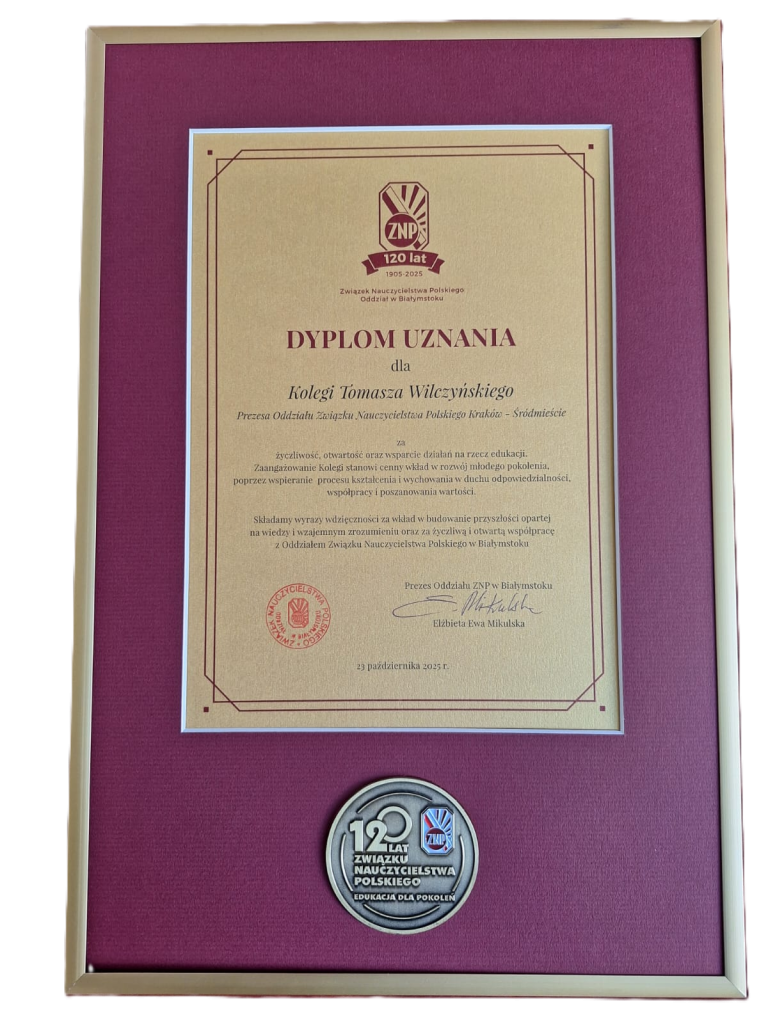 ZNP
120 lat
1905-2025
Związek Nauczycielstwa Polskiego
Oddział w Białymstoku
DYPLOM UZNANIA
dla
Kolegi Tomasza Wilczyńskiego
Prezesa Oddziału Związku Nauczycielstwa Polskiego Kraków - Śródmieście
za
życzliwość, otwartość oraz wsparcie działań na rzecz edukacji.
Zaangażowanie Kolegi stanowi cenny wkład w rozwój młodego pokolenia,
poprzez wspieranie procesu kształcenia i wychowania w duchu odpowiedzialności,
współpracy i poszanowania wartości.
Składamy wyrazy wdzięczności za wkład w budowanie przyszłości opartej
na wiedzy i wzajemnym zrozumieniu oraz za życzliwą i otwartą współpracę
z Oddziałem Związku Nauczycielstwa Polskiego w Białymstoku
Prezes Oddziału ZNP w Białymstoku
E. Mikulska
Elżbieta Ewa Mikulska
ZWIĄZEK NAUCZYCIELSTWA POLSKIEGO
23 października 2025 r.
120
LAT
ZNP
ZWIĄZKU
NAUCZYCIELSTWA
POLSKIEGO
EDUKACJA DLA POKOLEŃ